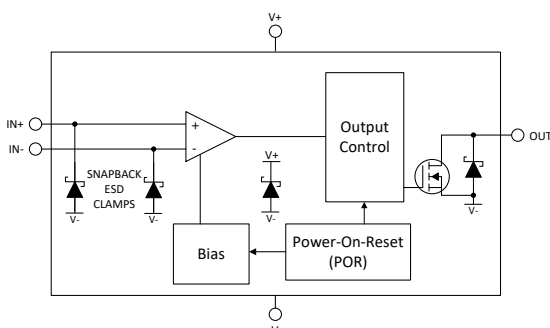 V+
IN+
IN-
+
-
SNAPBACK
ESD
CLAMPS
V-
V-
V+
V-
Output
Control
OUT
V-
Bias
Power-On-Reset
(POR)